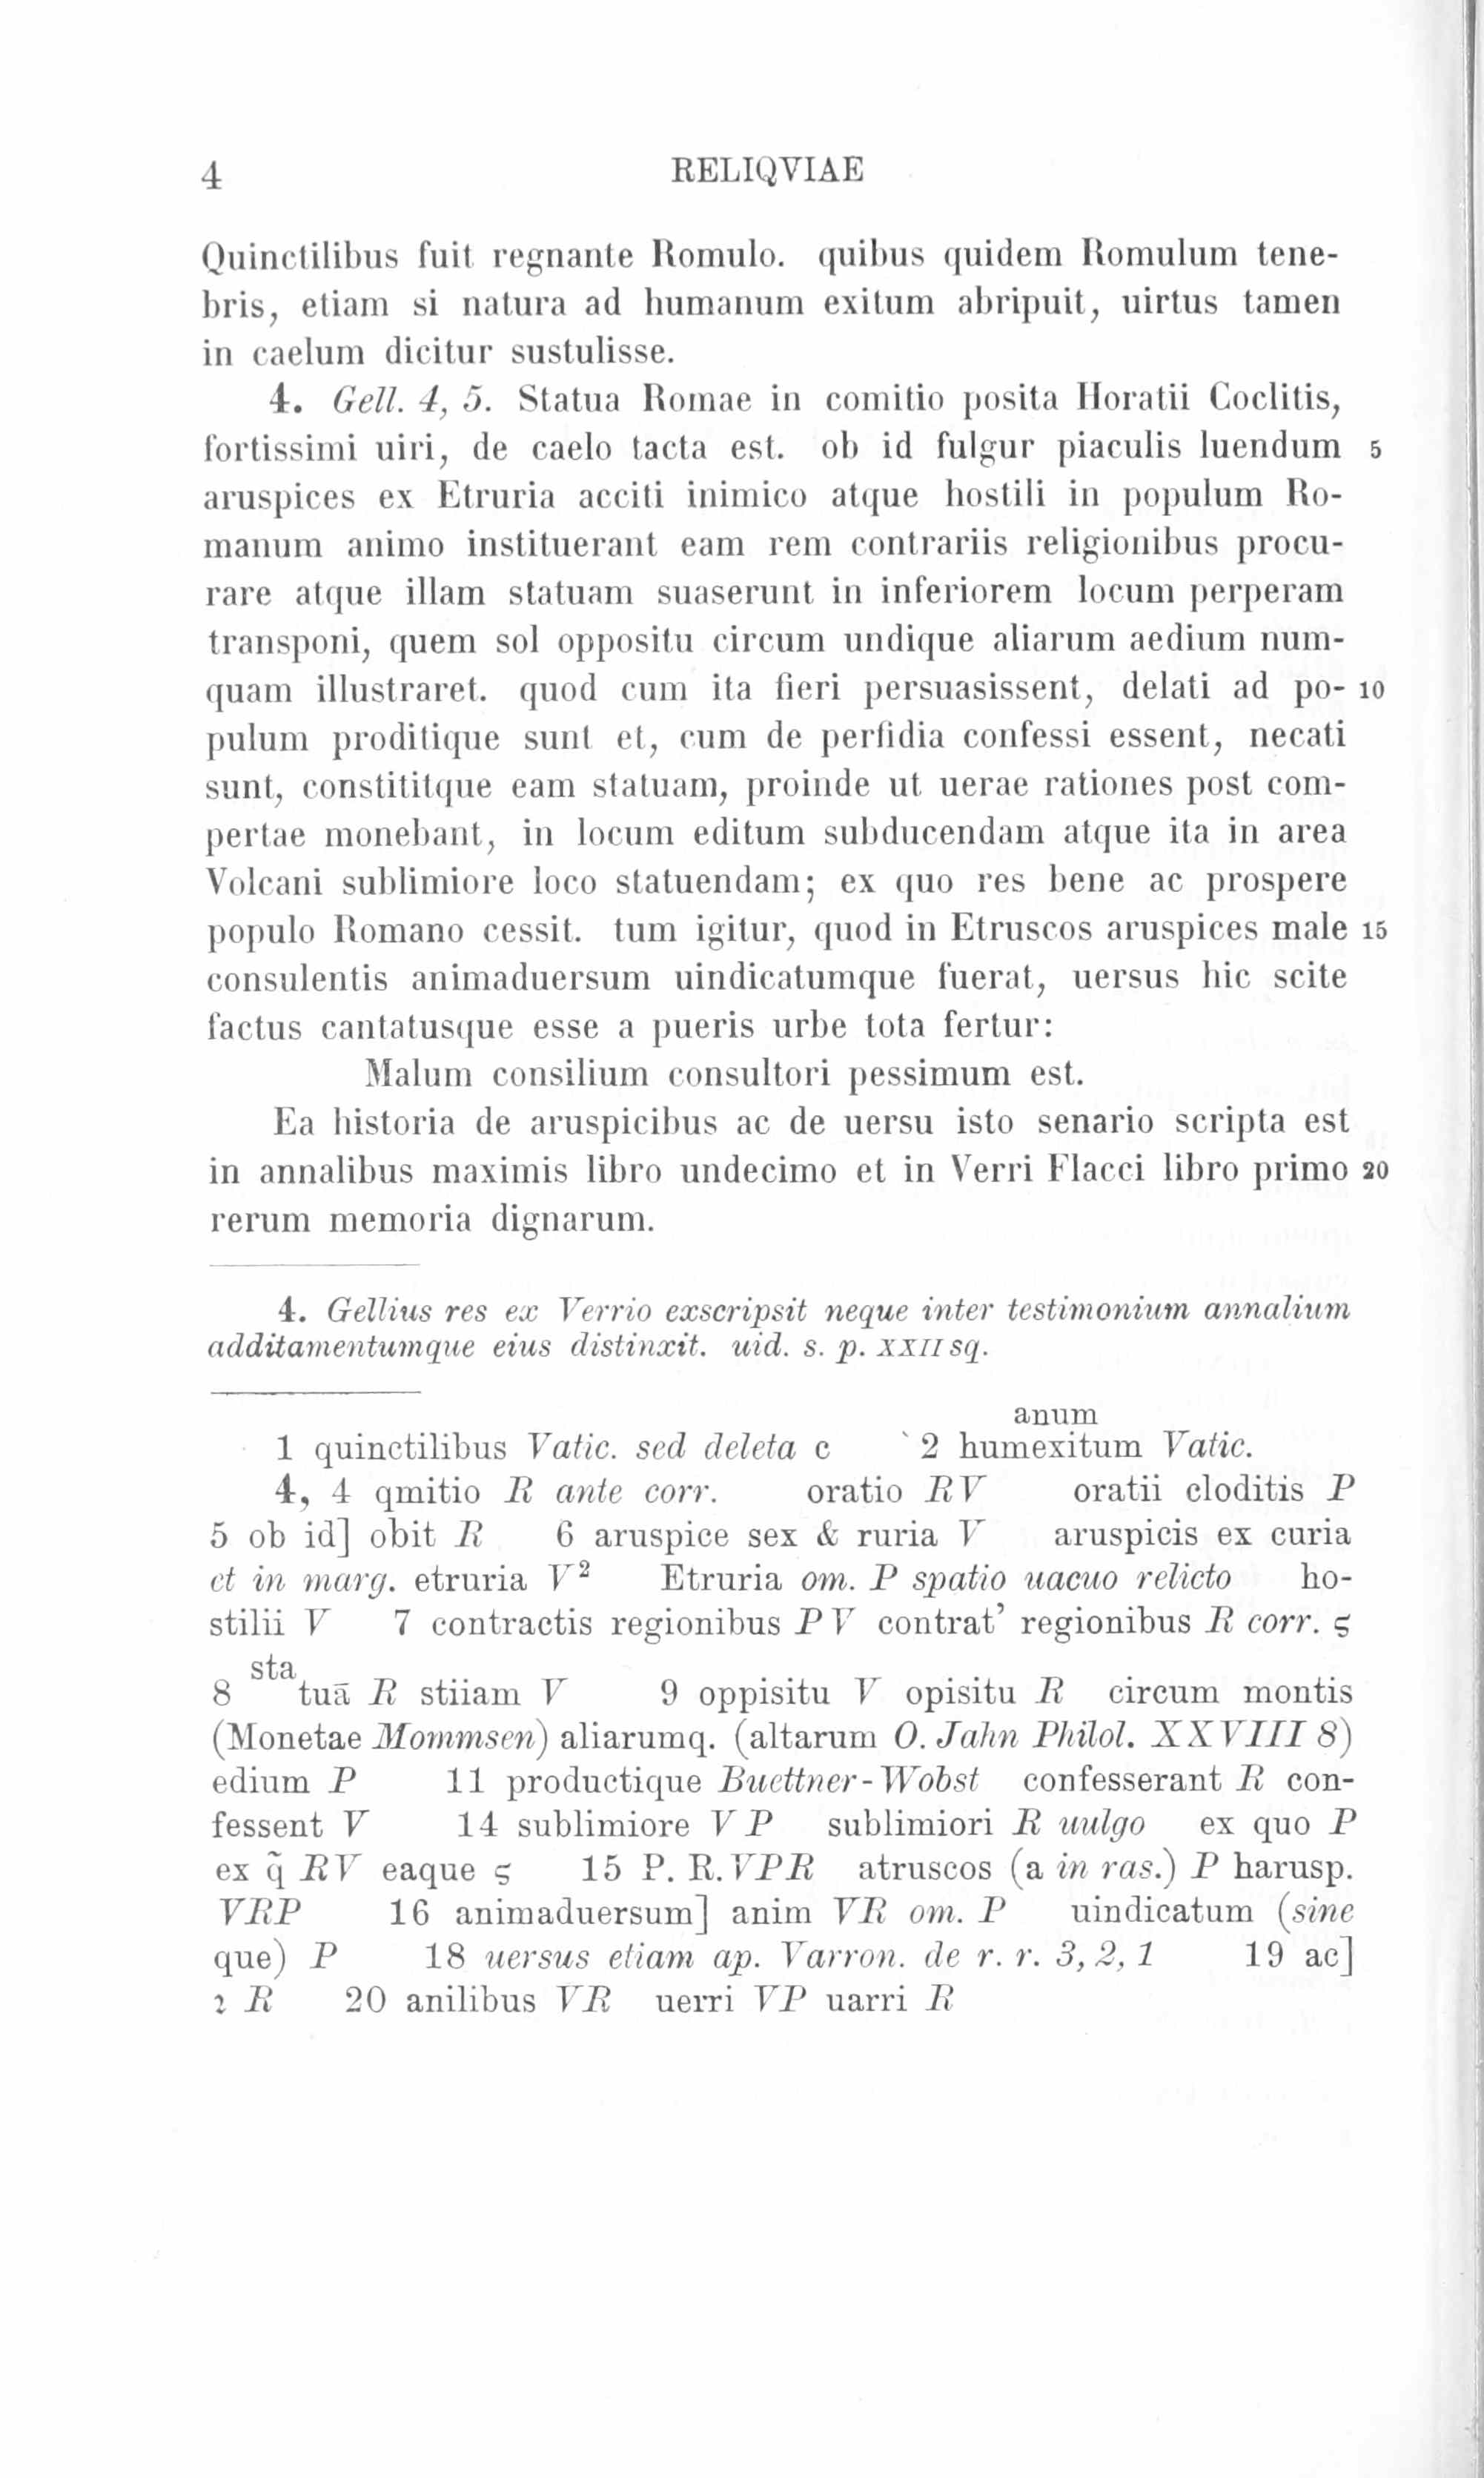 4 RELIQVIAE
Quinctilibus fuit regnante Romulo. quibus quidem Romulum tene-
bris, etiam si natura ad humanum exitum abripuit, uirtus tamen
in caelum dicitur sustulisse.
4. Gell. 4, 5. Statua Romae in comitio posita Horatii Coclitis,
fortissimi uiri, de caelo tacta est. ob id fulgur piaculis luendum 5
aruspices ex Etruria acciti inimico atque hostili in populum Ro-
manum animo instituerant eam rem contrariis religionibus procu-
rare atque illam statuam suaserunt in inferiorem locum perperam
transponi, quem sol oppositu circum undique aliarum aedium num-
quam illustraret. quod cum ita fieri persuasissent, delati ad po- 10
pulum proditique sunt et, cum de perfidia confessi essent, necati
sunt, constititque eam statuam, proinde ut uerae rationes post com-
pertae monebant, in locum editum subducendam atque ita in area
Volcani sublimiore loco statuendam; ex quo res bene ac prospere
populo Romano cessit. tum igitur, quod in Etruscos aruspices male 15
consulentis animaduersum uindicatumque fuerat, uersus hic scite
factus cantatusque esse a pueris urbe tota fertur:
Malum consilium consultori pessimum est.
Ea historia de aruspicibus ac de uersu isto senario scripta est
in annalibus maximis libro undecimo et in Verri Flacci libro primo 20
rerum memoria dignarum.
4. Gellius res ex Verrio exscripsit neque inter testimonium annalium
additamentumque eius distinxit. uid. s. p. XXII sq.
anum
1 quinctilibus Vatic. sed deleta c 2 humexitum Vatic.
4, 4 qmitio R ante corr. oratio RV oratii cloditis P
5 ob id] obit R 6 aruspice sex & ruria V aruspicis ex curia
et in marg. etruria V² Etruria om. P spatio uacuo relicto ho-
stilii V 7 contractis regionibus PV contrat’ regionibus R corr. ς
sta
8 tuā R stiiam V 9 oppisitu V opisitu R circum montis
(Monetae Mommsen) aliarumq. (altarum O. Jahn Philol. XXVIII 8)
edium P 11 productique Buettner-Wobst confesserant R con-
fessent V 14 sublimiore VP sublimiori R uulgo ex quo P
ex q̃ RV eaque ς 15 P. R. VPR atruscos (a in ras.) P harusp.
VRP 16 animaduersum] anim VR om. P uindicatum (sine
que) P 18 uersus etiam ap. Varron. de r. r. 3, 2, 1 19 ac]
R 20 anilibus VR uerri VP uarri R